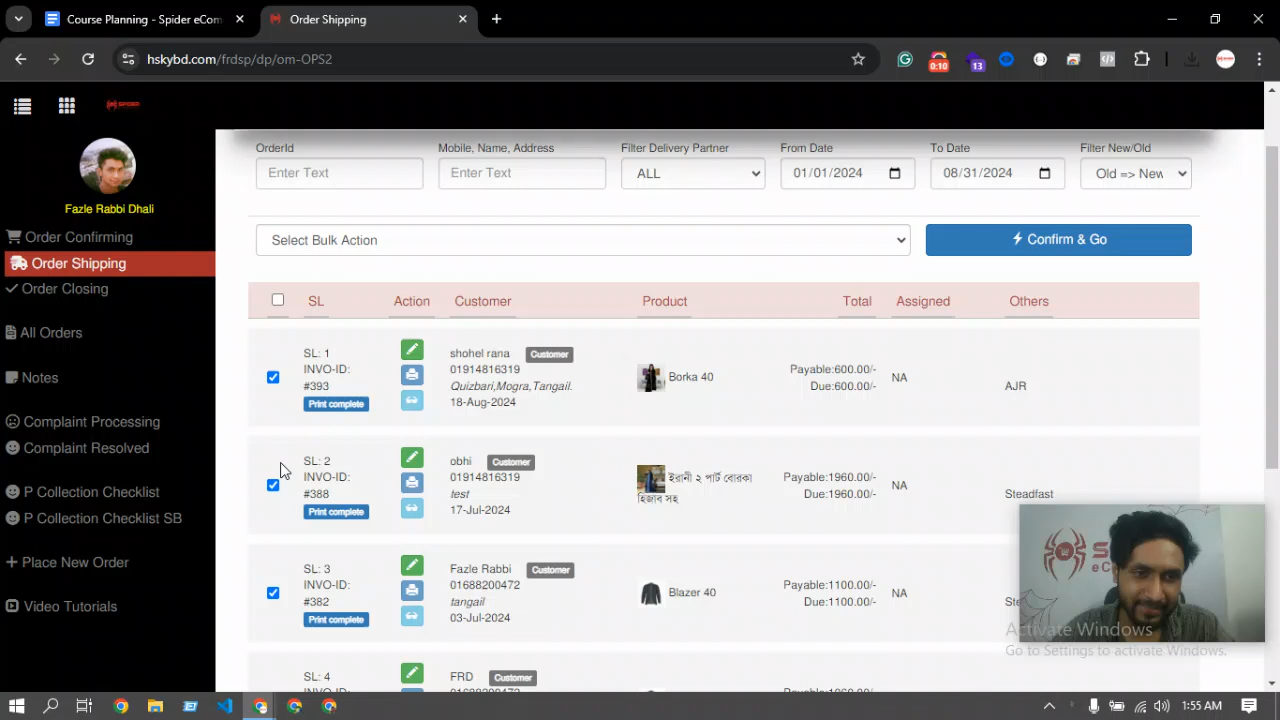 Course Planning - Spider eCom
Order Shipping
hskybd.com/frdsp/dp/om-OPS2
0:10
13
SPIDER
Fazle Rabbi Dhali
Order Confirming
Order Shipping
Order Closing
All Orders
Notes
Complaint Processing
Complaint Resolved
P Collection Checklist
P Collection Checklist SB
Place New Order
Video Tutorials
OrderId
Mobile, Name, Address
Filter Delivery Partner
From Date
To Date
Filter New/Old
Enter Text
Enter Text
ALL
01/01/2024
08/31/2024
Old => New
Select Bulk Action
Confirm & Go
SL Action Customer Product Total Assigned Others
SL: 1
INVO-ID:
#393
Print complete
shohel rana Customer
01914816319
Quizbari,Mogra,Tangail.
18-Aug-2024
Borka 40
Payable:600.00/-
Due:600.00/-
NA
AJR
SL: 2
INVO-ID:
#388
Print complete
obhi Customer
01914816319
test
17-Jul-2024
ইরানী ২ পার্ট বোরকা
হিজাব সহ
Payable:1960.00/-
Due:1960.00/-
NA
Steadfast
SL: 3
INVO-ID:
#382
Print complete
Fazle Rabbi Customer
01688200472
tangail
03-Jul-2024
Blazer 40
Payable:1100.00/-
Due:1100.00/-
NA
SL: 4
FRD Customer
Activate Windows
Go to Settings to activate Windows.
1:55 AM